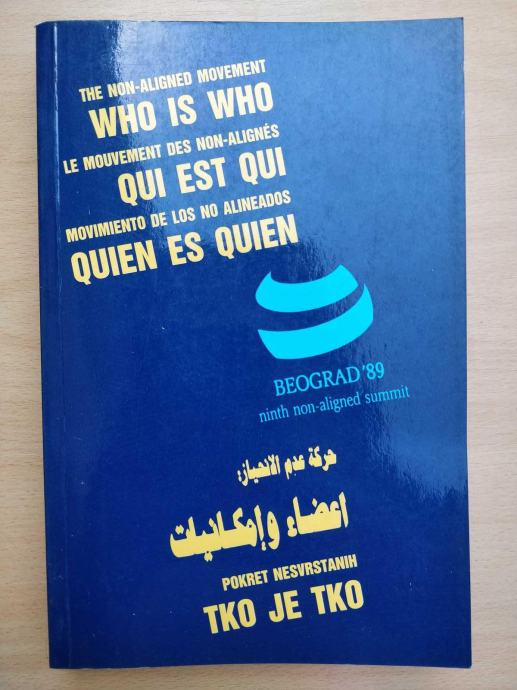 THE NON-ALIGNED MOVEMENT
WHO IS WHO
LE MOUVEMENT DES NON-ALIGNÉS
QUI EST QUI
MOVIMIENTO DE LOS NO ALINEADOS
QUIEN ES QUIEN
BEOGRAD '89
ninth non-aligned summit
حركة عدم الانحياز:
اعضاء وإمكانيات
POKRET NESVRSTANIH
TKO JE TKO